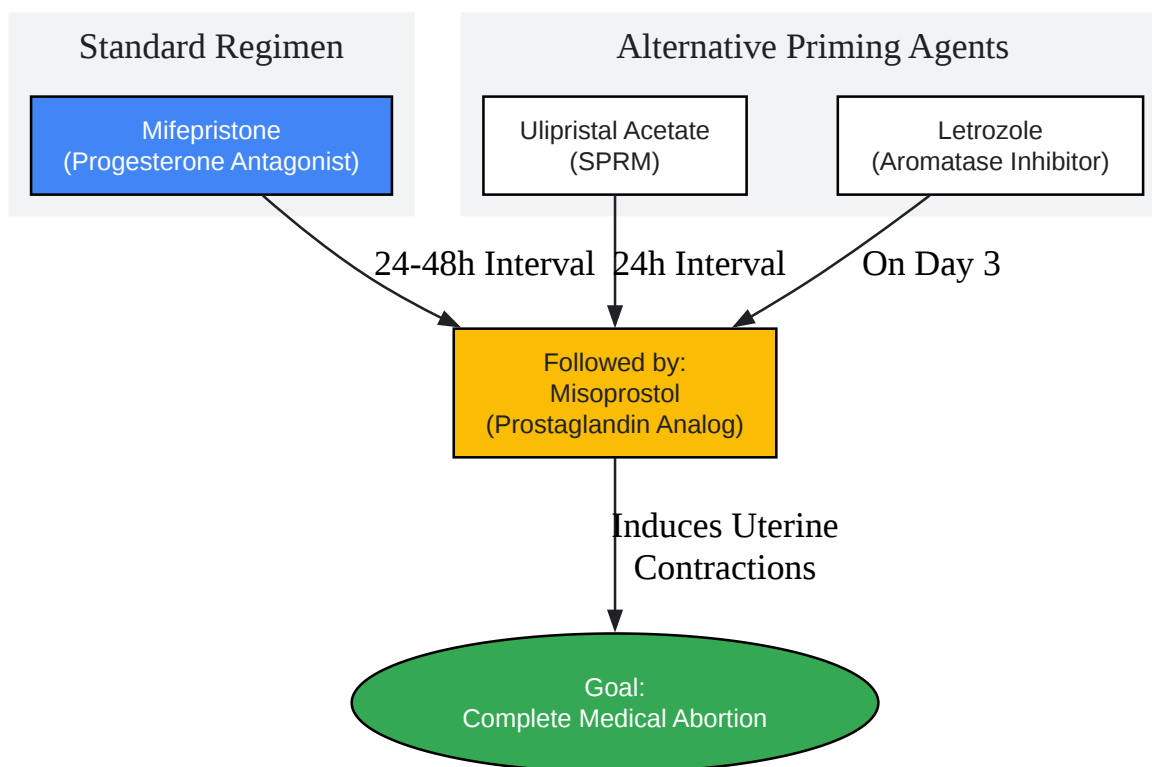 Standard Regimen
Alternative Priming Agents
Mifepristone
(Progesterone Antagonist)
Ulipristal Acetate
(SPRM)
Letrozole
(Aromatase Inhibitor)
24-48h Interval
24h Interval
On Day 3
Followed by:
Misoprostol
(Prostaglandin Analog)
Induces Uterine
Contractions
Goal:
Complete Medical Abortion